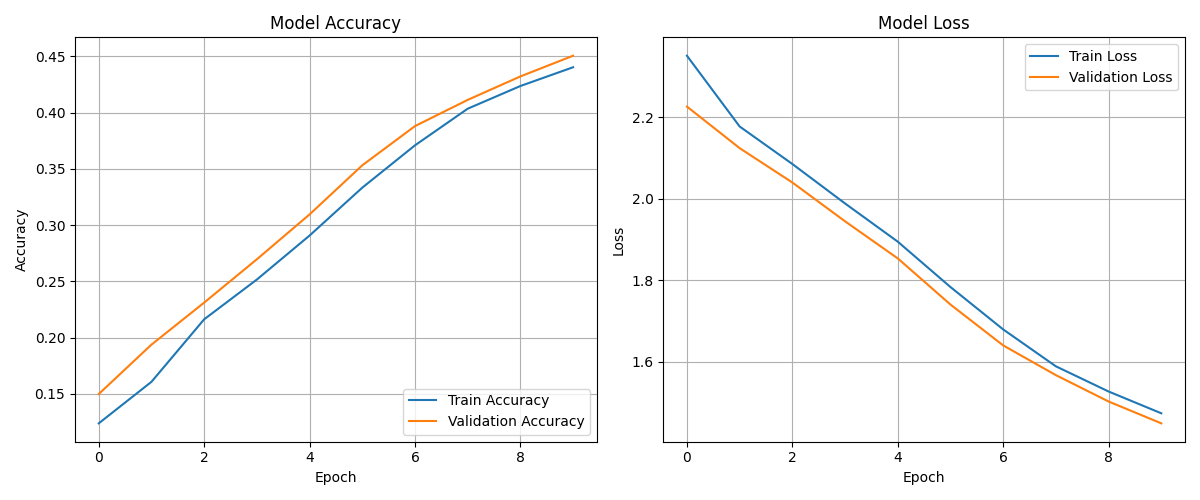 Model Accuracy
Accuracy
0.45
0.40
0.35
0.30
0.25
0.20
0.15
Train Accuracy
Validation Accuracy
0 2 4 6 8
Epoch
Model Loss
Loss
Train Loss
Validation Loss
2.2
2.0
1.8
1.6
0 2 4 6 8
Epoch